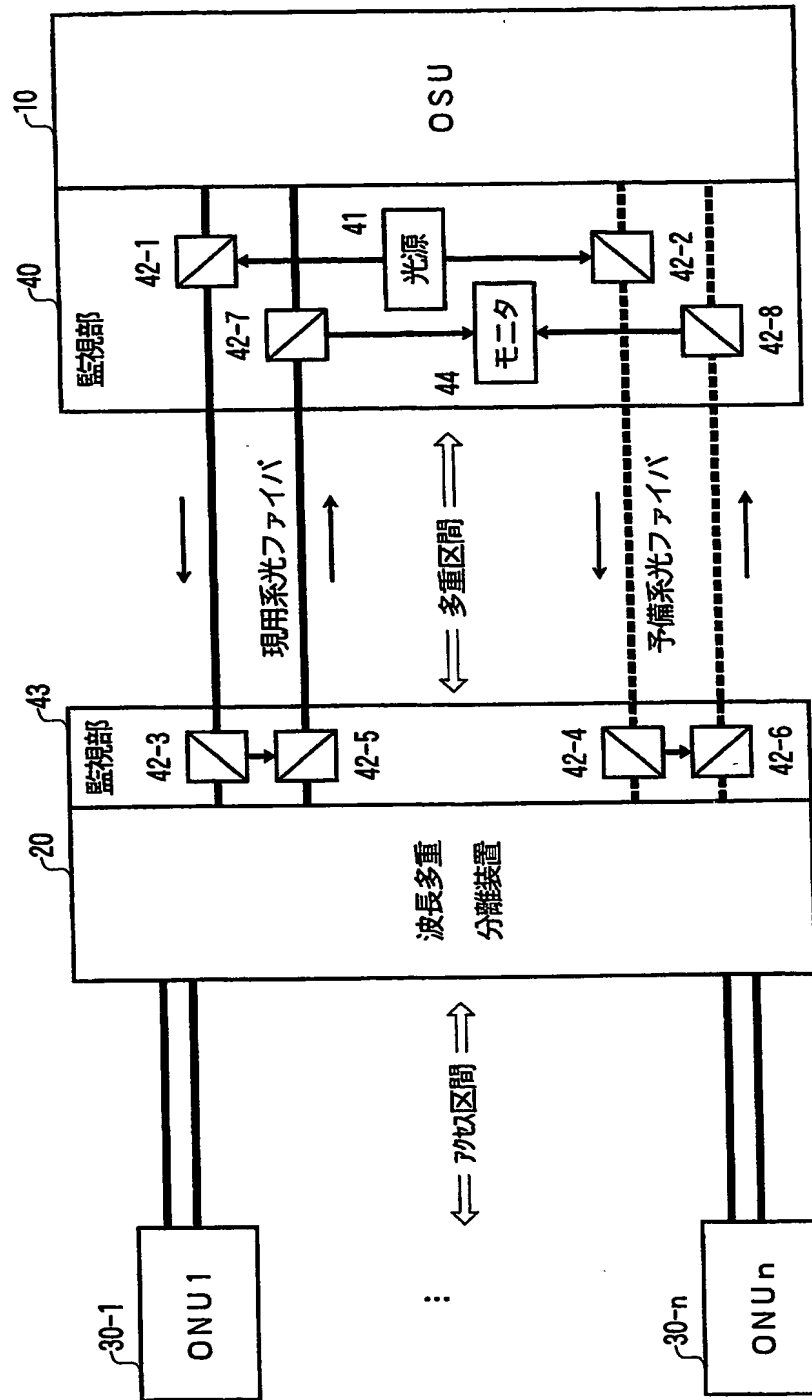 10
40
OSU
監視部
42-1
42-7
41
光源
44
モニタ
42-2
42-8
現用系光ファイバ
多重区間
予備系光ファイバ
43
監視部
42-3
42-5
42-4
42-6
20
波長多重
分離装置
アクセス区間
30-1
ONU1
⋮
30-n
ONUn